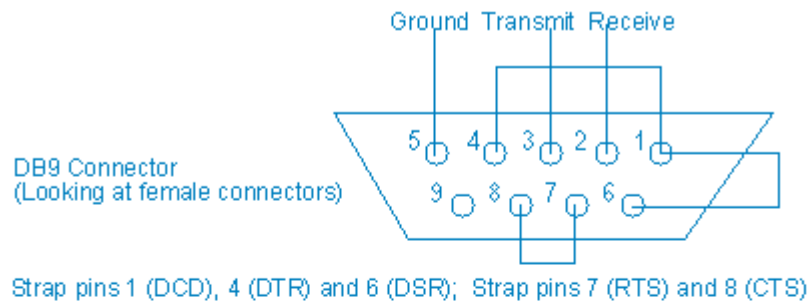 Ground Transmit Receive
5 4 3 2 1
DB9 Connector
(Looking at female connectors)
9 8 7 6
Strap pins 1 (DCD), 4 (DTR) and 6 (DSR); Strap pins 7 (RTS) and 8 (CTS)